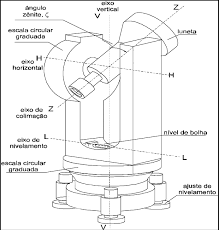 ângulo
zênite, ζ
eixo
vertical
V
Z
luneta
escala circular
graduada
H
eixo
horizontal
H
Z
eixo de
colimação
eixo de
nivelamento
L
nível de bolha
L
escala circular
graduada
ajuste de
nivelamento
V